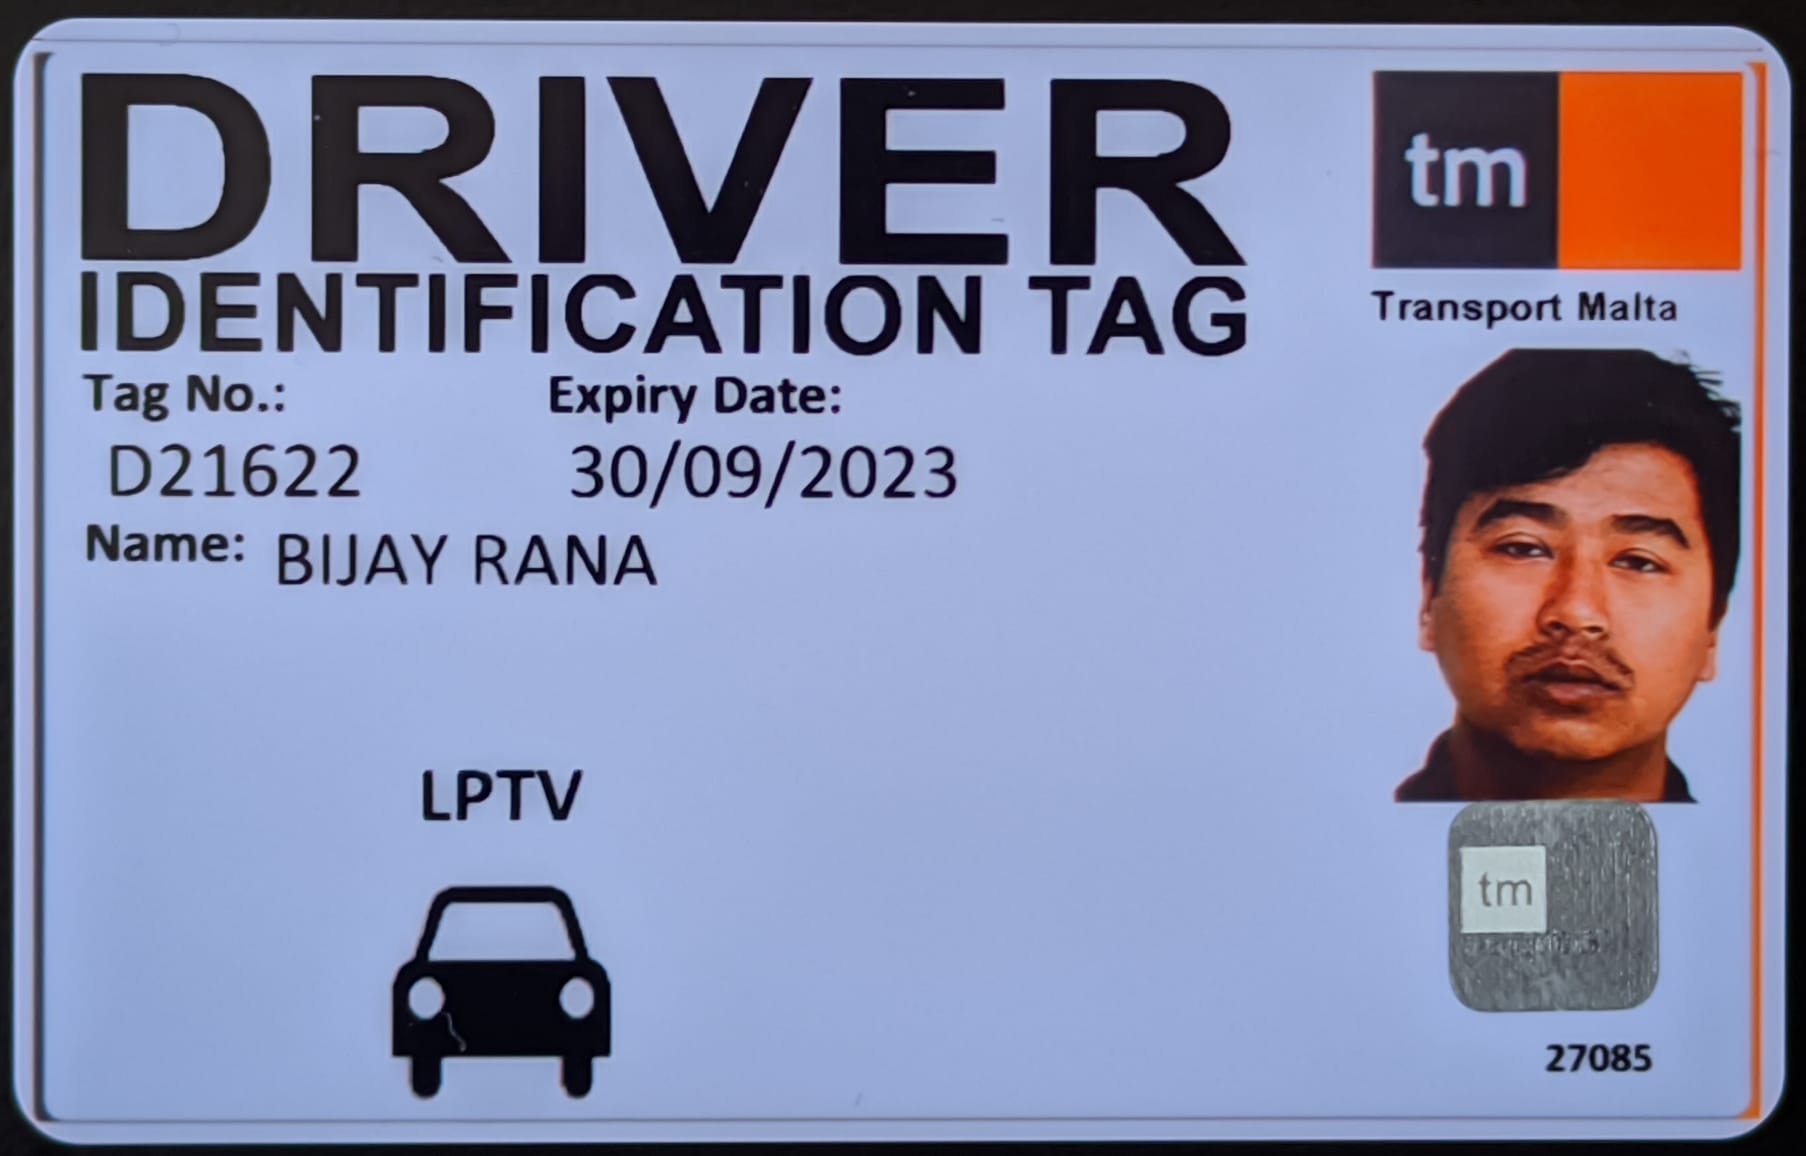 DRIVER
IDENTIFICATION TAG
tm
Transport Malta
Tag No.: Expiry Date:
D21622 30/09/2023
Name: BIJAY RANA
LPTV
tm
27085